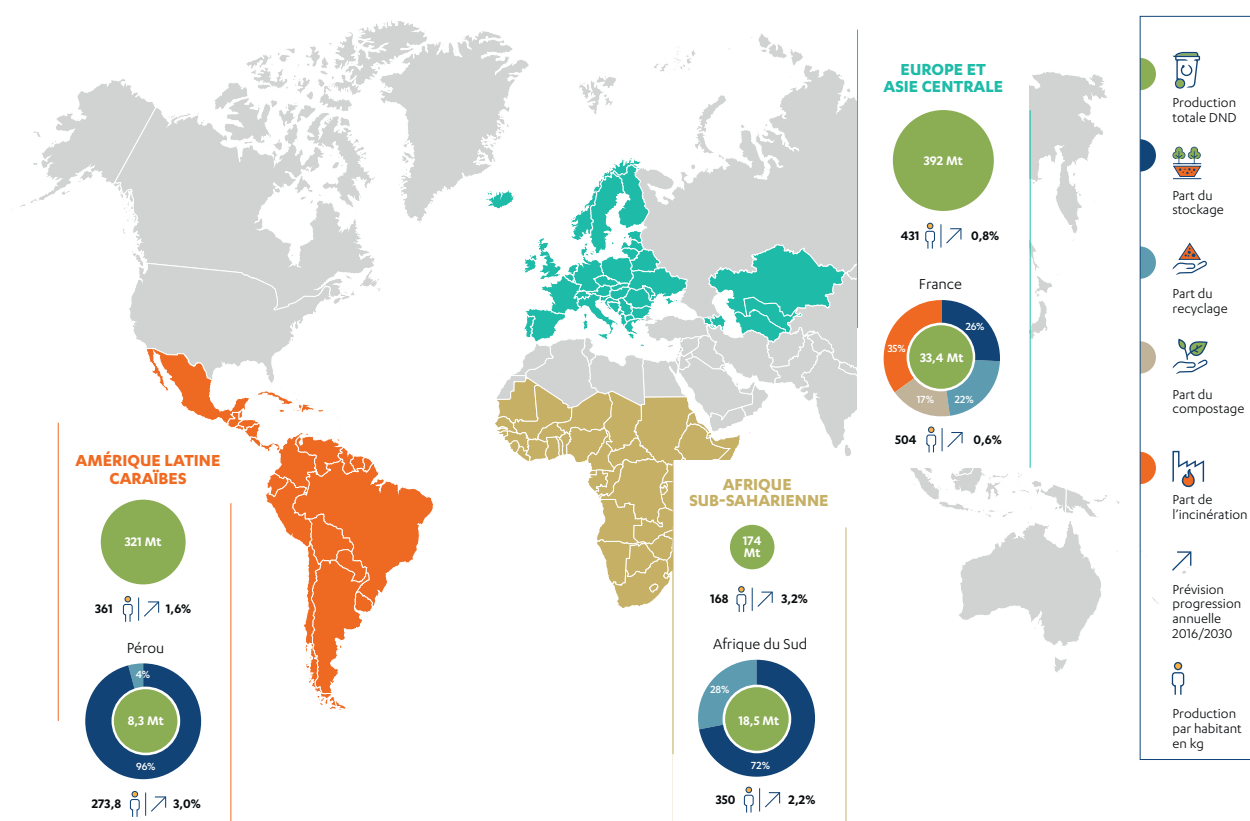 AMÉRIQUE LATINE
CARAÏBES
321 Mt
361
1,6%
Pérou
4%
8,3 Mt
96%
273,8
3,0%
AFRIQUE
SUB-SAHARIENNE
174
Mt
168
3,2%
Afrique du Sud
28%
18,5 Mt
72%
350
2,2%
EUROPE ET
ASIE CENTRALE
392 Mt
431
0,8%
France
26%
35%
33,4 Mt
17%
22%
504
0,6%
Production
totale DND
Part du
stockage
Part du
recyclage
Part du
compostage
Part de
l’incinération
Prévision
progression
annuelle
2016/2030
Production
par habitant
en kg